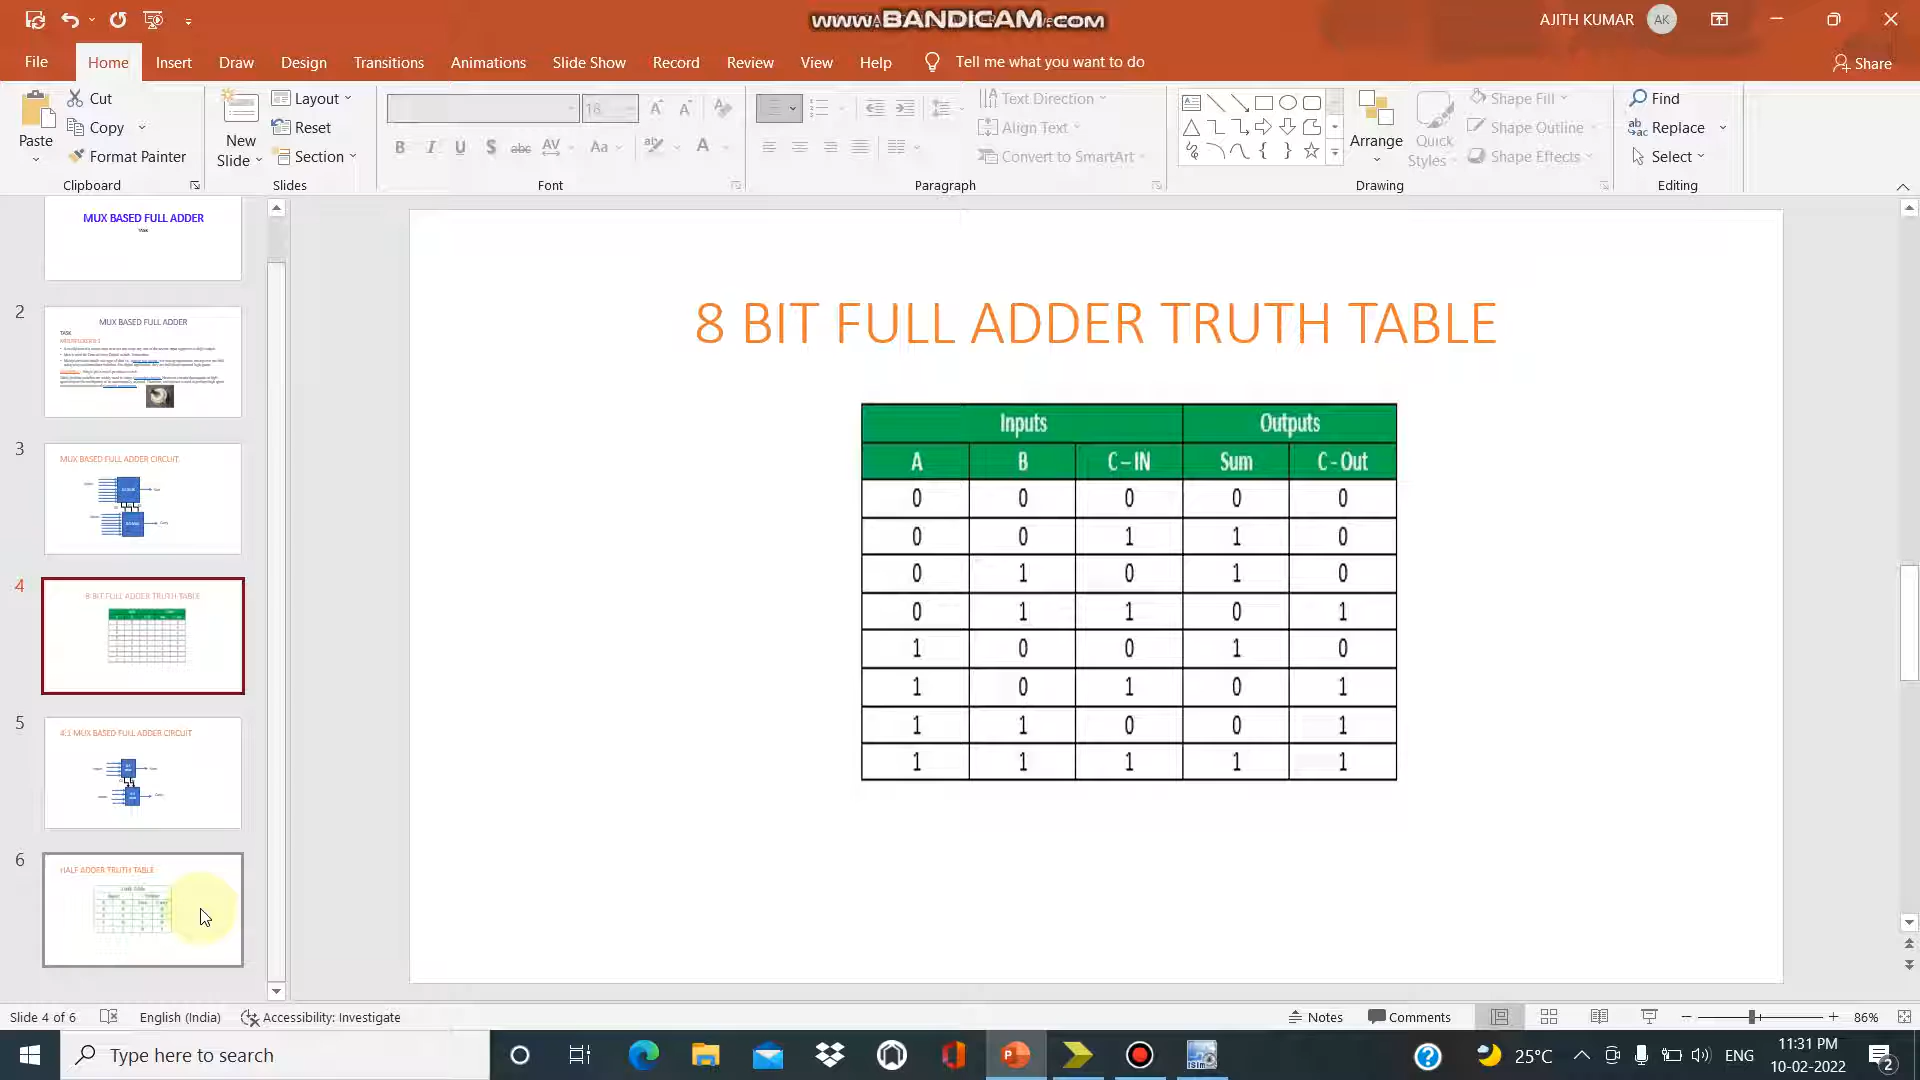 www.BANDICAM.com
AJITH KUMAR
AK
File
Home
Insert
Draw
Design
Transitions
Animations
Slide Show
Record
Review
View
Help
Tell me what you want to do
Share
Paste
Cut
Copy
Format Painter
Clipboard
New
Slide
Layout
Reset
Section
Slides
18
Font
Text Direction
Align Text
Convert to SmartArt
Paragraph
Arrange
Quick
Styles
Shape Fill
Shape Outline
Shape Effects
Drawing
Find
Replace
Select
Editing
MUX BASED FULL ADDER
TASK
2
MUX BASED FULL ADDER
TASK
3
MUX BASED FULL ADDER CIRCUIT
4
8 BIT FULL ADDER TRUTH TABLE
5
4:1 MUX BASED FULL ADDER CIRCUIT
6
HALF ADDER TRUTH TABLE
8 BIT FULL ADDER TRUTH TABLE
Inputs Outputs
A B C – IN Sum C - Out
0 0 0 0 0
0 0 1 1 0
0 1 0 1 0
0 1 1 0 1
1 0 0 1 0
1 0 1 0 1
1 1 0 0 1
1 1 1 1 1
Slide 4 of 6
English (India)
Accessibility: Investigate
Notes
Comments
86%
Type here to search
25°C
ENG
11:31 PM
10-02-2022
2